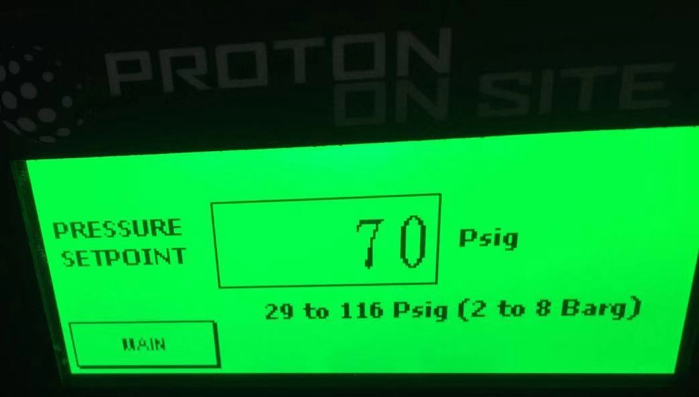 PROTON
ON SITE
PRESSURE
SETPOINT
70 Psig
29 to 116 Psig (2 to 8 Barg)
MAIN